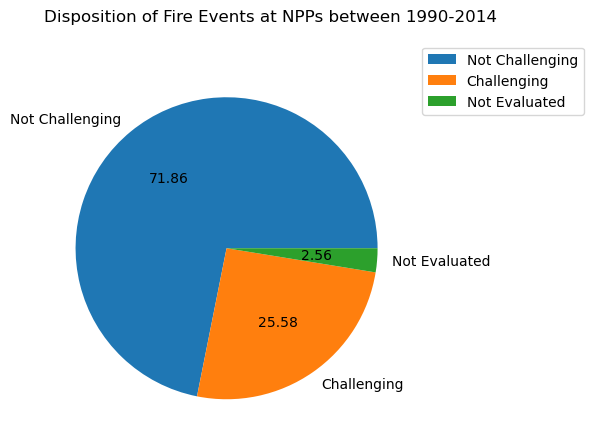 Disposition of Fire Events at NPPs between 1990-2014
Not Challenging
Challenging
Not Evaluated
Not Challenging
71.86
2.56
Not Evaluated
25.58
Challenging